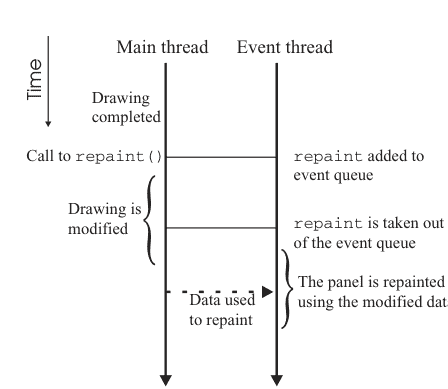 Main thread
Event thread
Time
Drawing
completed
Call to repaint()
repaint added to
event queue
Drawing is
modified
repaint is taken out
of the event queue
The panel is repainted
using the modified dat
Data used
to repaint